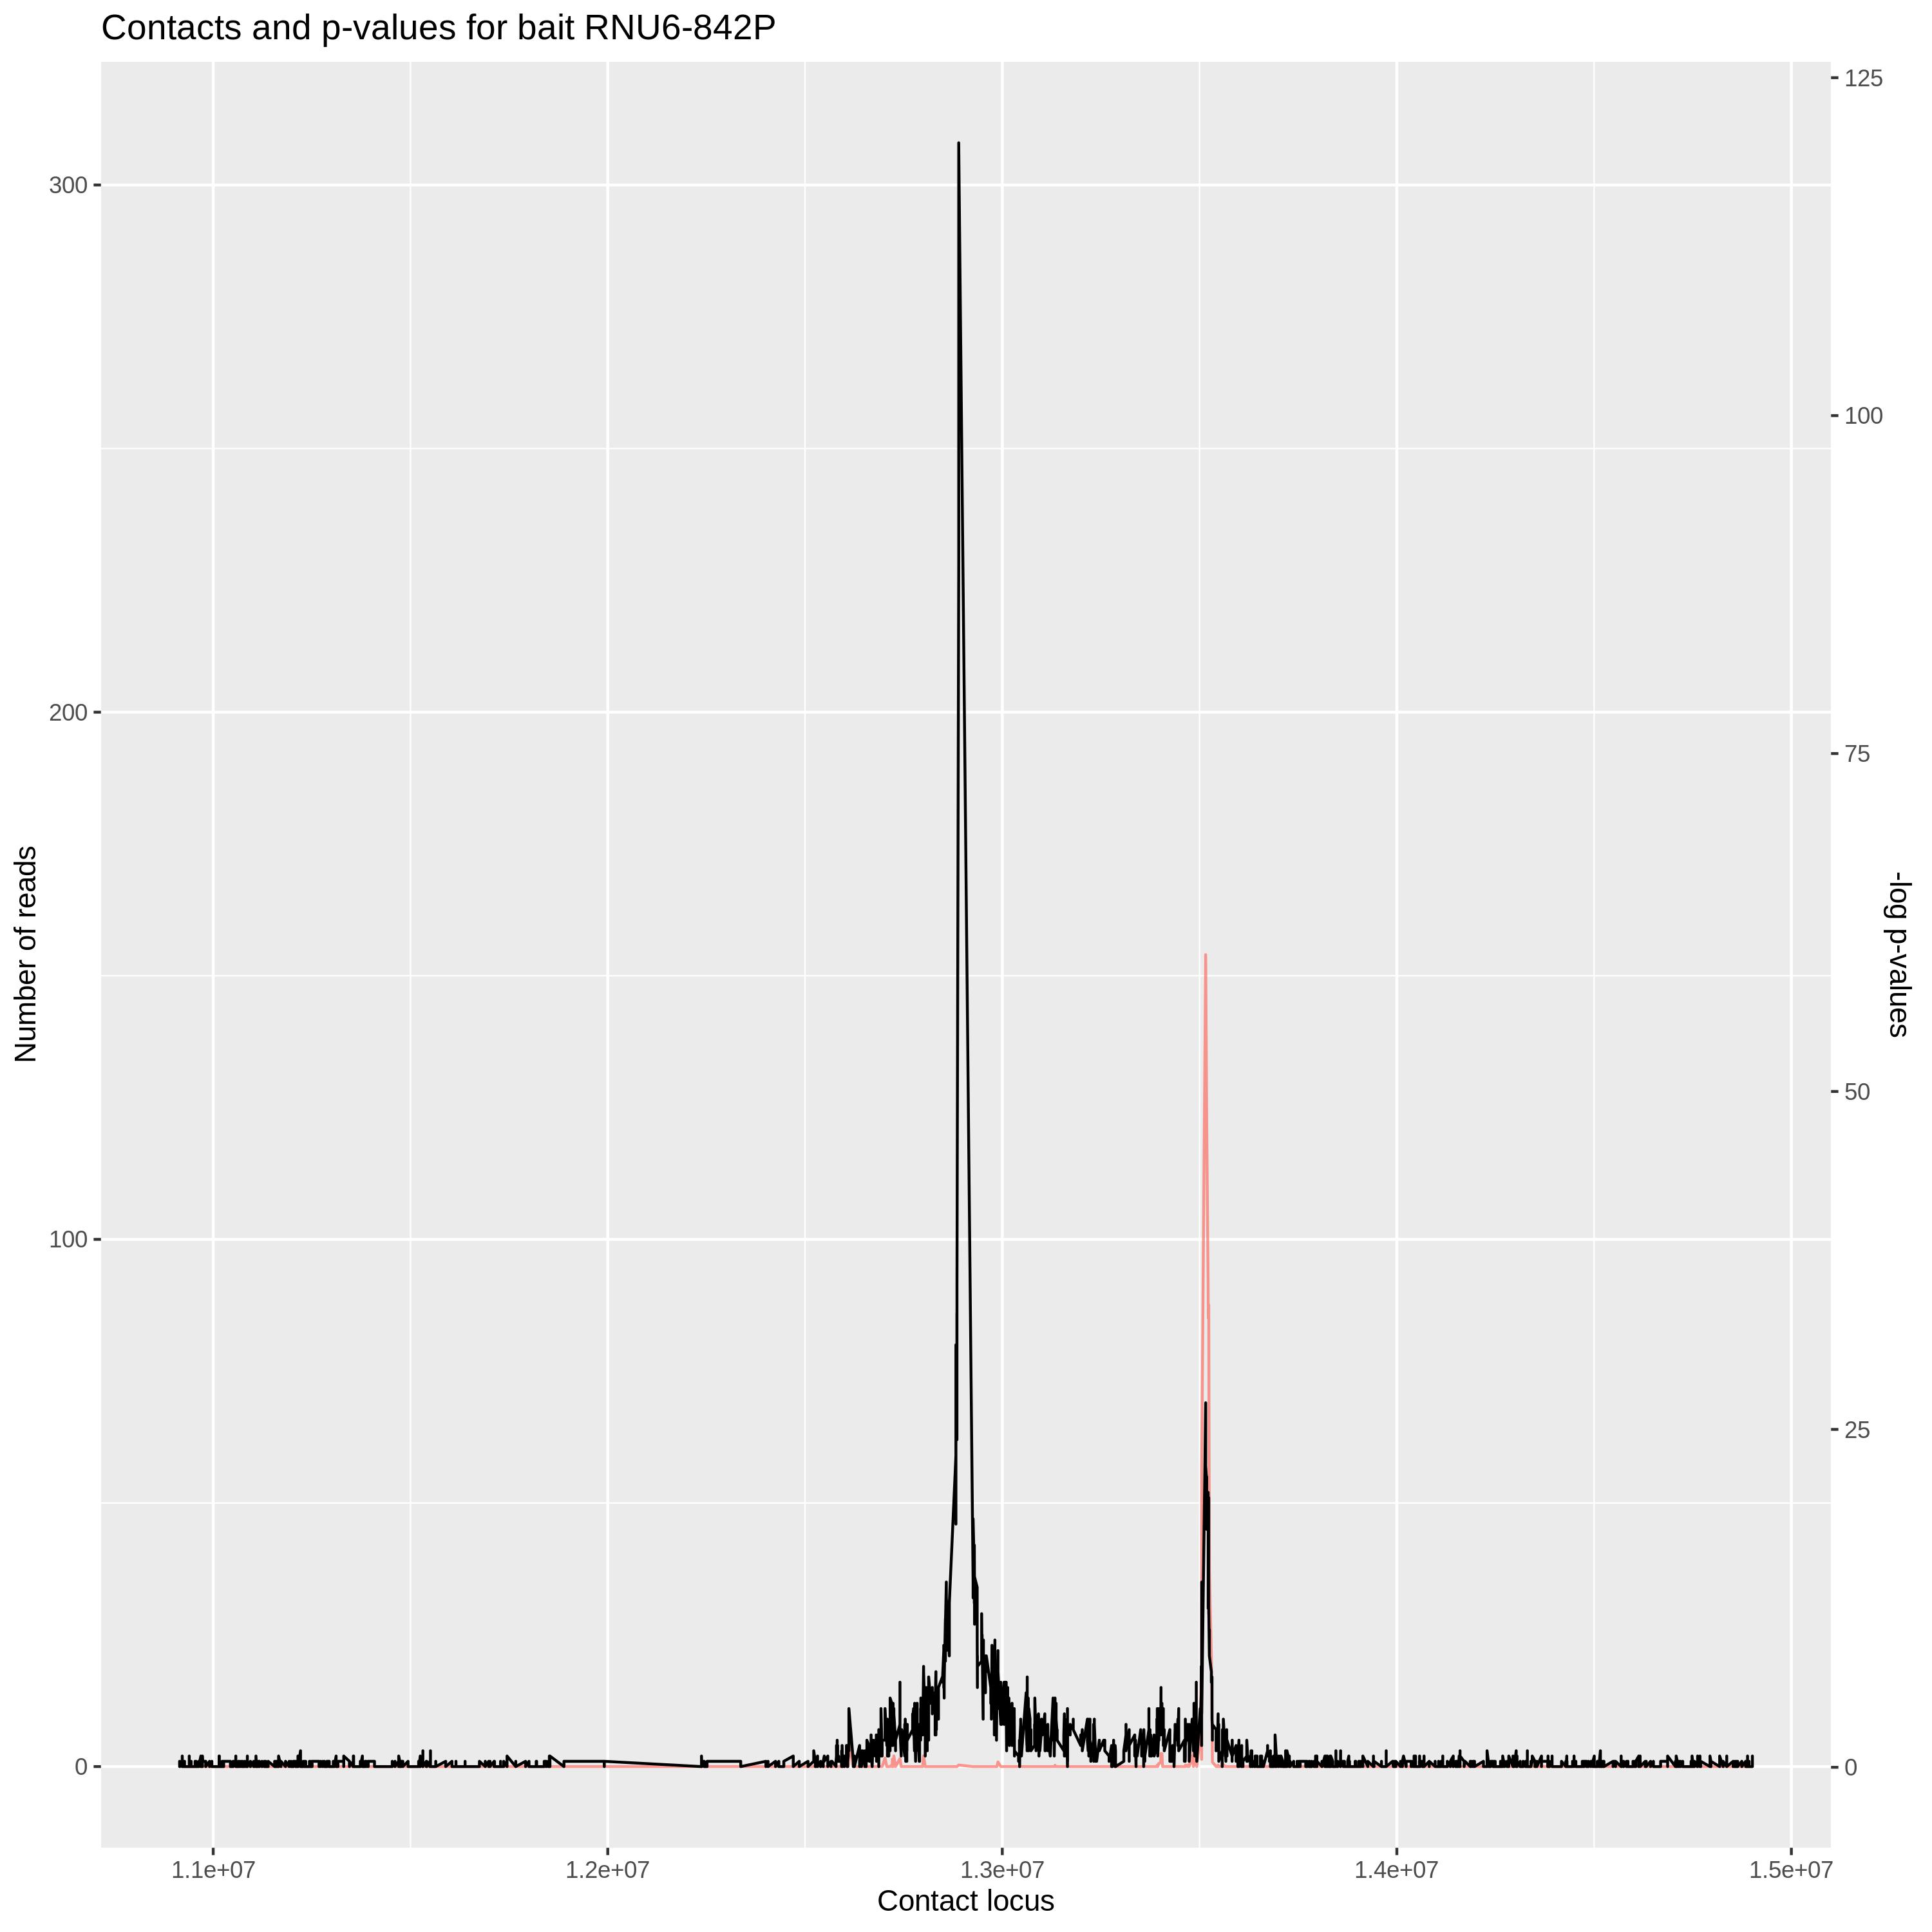 Contacts and p-values for bait RNU6-842P
300
200
100
0
Number of reads
125
100
75
50
25
0
-log p-values
1.1e+07
1.2e+07
1.3e+07
1.4e+07
1.5e+07
Contact locus